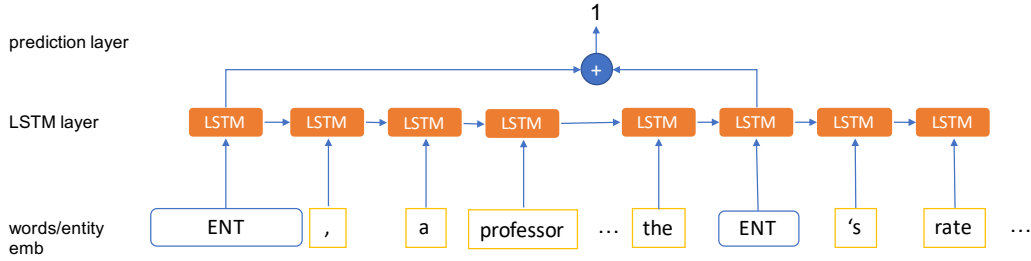 1
prediction layer
+
LSTM layer
LSTM LSTM LSTM LSTM LSTM LSTM LSTM LSTM
words/entity
emb
ENT , a professor … the ENT ‘s rate …